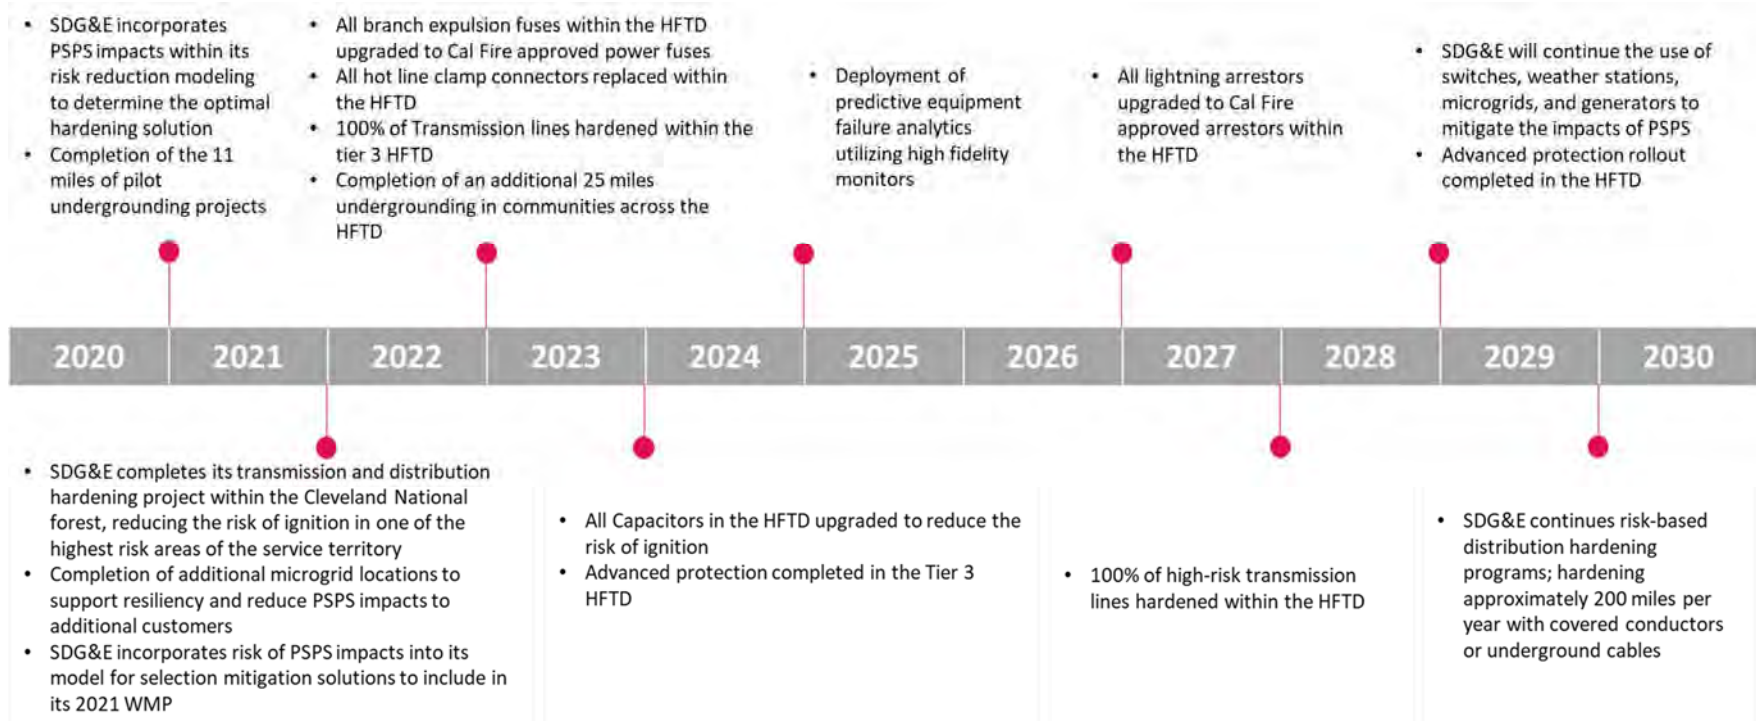 • SDG&E incorporates
PSPS impacts within its
risk reduction modeling
to determine the optimal
hardening solution
• Completion of the 11
miles of pilot
undergrounding projects
• All branch expulsion fuses within the HFTD
upgraded to Cal Fire approved power fuses
• All hot line clamp connectors replaced within
the HFTD
• 100% of Transmission lines hardened within the
tier 3 HFTD
• Completion of an additional 25 miles
undergrounding in communities across the
HFTD
• Deployment of
predictive equipment
failure analytics
utilizing high fidelity
monitors
• All lightning arrestors
upgraded to Cal Fire
approved arrestors within
the HFTD
• SDG&E will continue the use of
switches, weather stations,
microgrids, and generators to
mitigate the impacts of PSPS
• Advanced protection rollout
completed in the HFTD
2020 2021 2022 2023 2024 2025 2026 2027 2028 2029 2030
• SDG&E completes its transmission and distribution
hardening project within the Cleveland National
forest, reducing the risk of ignition in one of the
highest risk areas of the service territory
• Completion of additional microgrid locations to
support resiliency and reduce PSPS impacts to
additional customers
• SDG&E incorporates risk of PSPS impacts into its
model for selection mitigation solutions to include in
its 2021 WMP
• All Capacitors in the HFTD upgraded to reduce the
risk of ignition
• Advanced protection completed in the Tier 3
HFTD
• 100% of high-risk transmission
lines hardened within the HFTD
• SDG&E continues risk-based
distribution hardening
programs; hardening
approximately 200 miles per
year with covered conductors
or underground cables